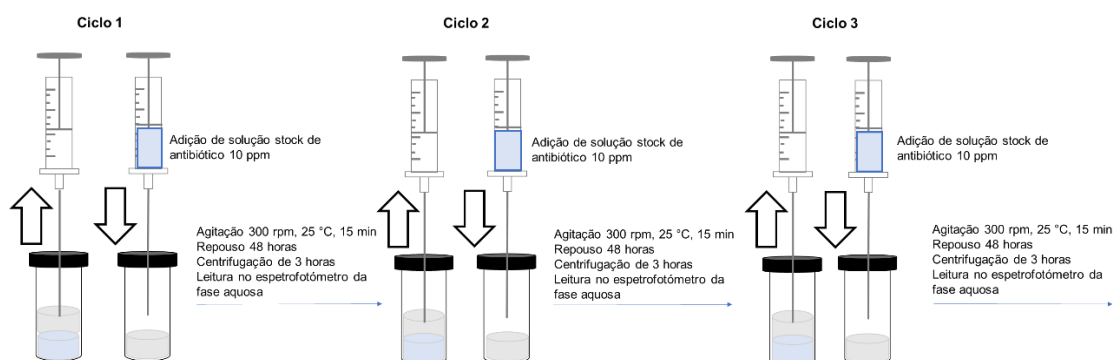 Ciclo 1
Adição de solução stock de
antibiótico 10 ppm
Agitação 300 rpm, 25 °C, 15 min
Repouso 48 horas
Centrifugação de 3 horas
Leitura no espetrofotómetro da
fase aquosa
Ciclo 2
Adição de solução stock de
antibiótico 10 ppm
Agitação 300 rpm, 25 °C, 15 min
Repouso 48 horas
Centrifugação de 3 horas
Leitura no espetrofotómetro da
fase aquosa
Ciclo 3
Adição de solução stock de
antibiótico 10 ppm
Agitação 300 rpm, 25 °C, 15 min
Repouso 48 horas
Centrifugação de 3 horas
Leitura no espetrofotómetro da
fase aquosa